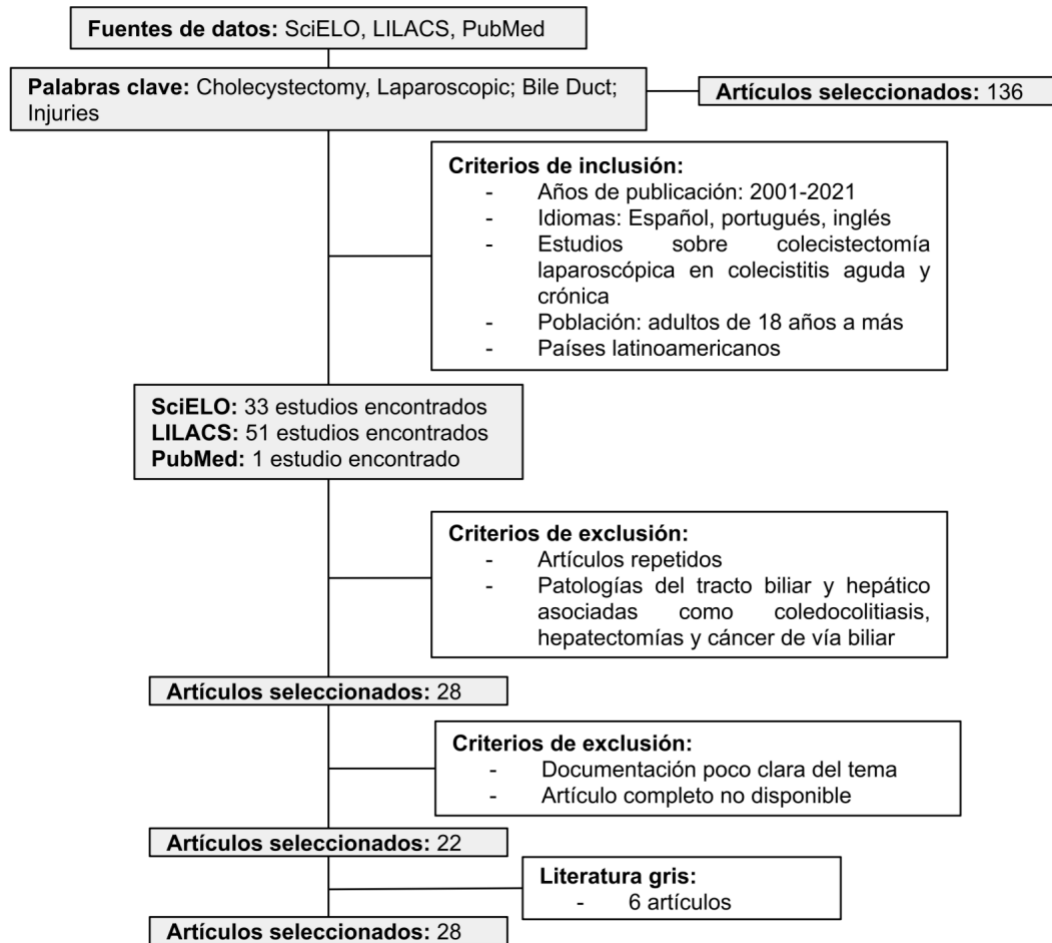 Fuentes de datos: SciELO, LILACS, PubMed
Palabras clave: Cholecystectomy, Laparoscopic; Bile Duct;
Injuries
Artículos seleccionados: 136
Criterios de inclusión:
- Años de publicación: 2001-2021
- Idiomas: Español, portugués, inglés
- Estudios sobre colecistectomía
laparoscópica en colecistitis aguda y
crónica
- Población: adultos de 18 años a más
- Países latinoamericanos
SciELO: 33 estudios encontrados
LILACS: 51 estudios encontrados
PubMed: 1 estudio encontrado
Criterios de exclusión:
- Artículos repetidos
- Patologías del tracto biliar y hepático
asociadas como coledocolitiasis,
hepatectomías y cáncer de vía biliar
Artículos seleccionados: 28
Criterios de exclusión:
- Documentación poco clara del tema
- Artículo completo no disponible
Artículos seleccionados: 22
Literatura gris:
- 6 artículos
Artículos seleccionados: 28